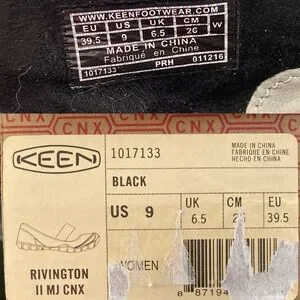 WWW.KEENFOOTWEAR.COM
EU US UK CM W
39.5 9 6.5 26
MADE IN CHINA
Fabriqué en Chine
1017133 PRH 011216
CNX CNX
KEEN
1017133
MADE IN CHINA
FABRIQUÉ EN CHINE
HECHO EN CHINA
BLACK
US 9
UK 6.5
CM
EU 39.5
RIVINGTON
II MJ CNX
WOMEN
8 87194